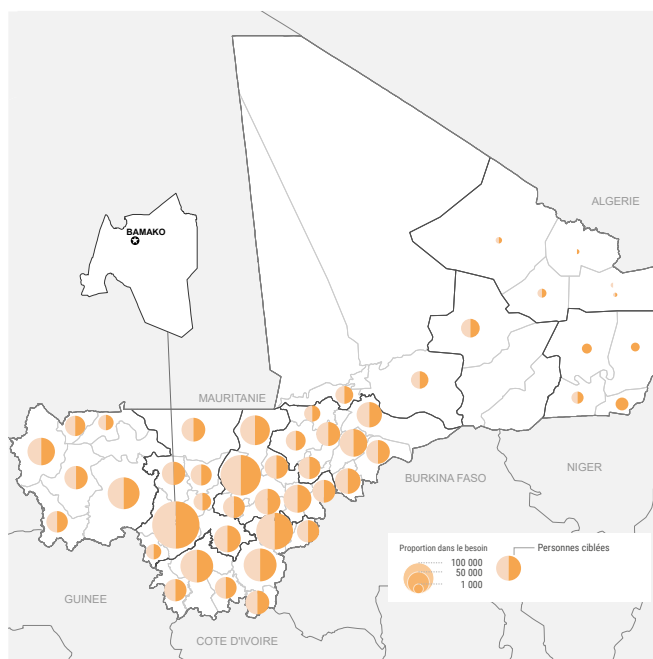 ALGERIE
BAMAKO
MAURITANIE
BURKINA FASO
NIGER
Proportion dans le besoin
100 000
50 000
1 000
Personnes ciblées
GUINEE
COTE D'IVOIRE